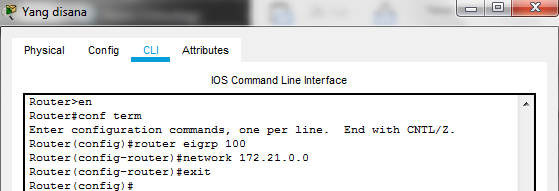 Yang disana
Physical Config CLI Attributes
IOS Command Line Interface
Router>en
Router#conf term
Enter configuration commands, one per line.  End with CNTL/Z.
Router(config)#router eigrp 100
Router(config-router)#network 172.21.0.0
Router(config-router)#exit
Router(config)#